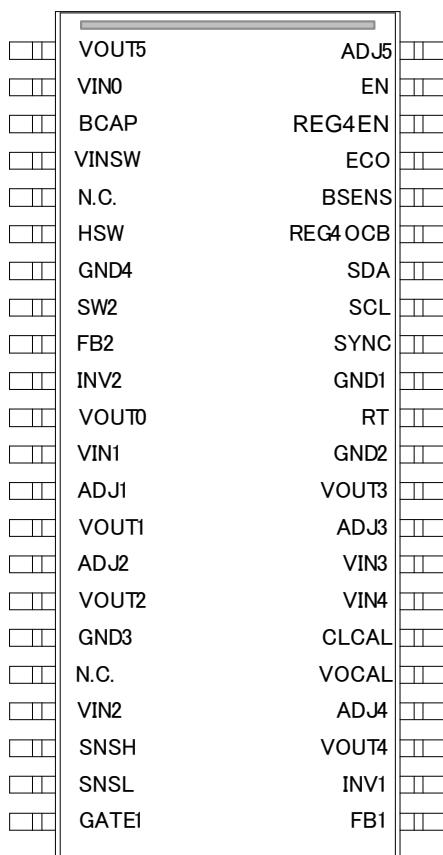 VOUT5 ADJ5
VIN0 EN
BCAP REG4EN
VINSW ECO
N.C. BSENS
HSW REG4OCB
GND4 SDA
SW2 SCL
FB2 SYNC
INV2 GND1
VOUT0 RT
VIN1 GND2
ADJ1 VOUT3
VOUT1 ADJ3
ADJ2 VIN3
VOUT2 VIN4
GND3 CLCAL
N.C. VOCAL
VIN2 ADJ4
SNSH VOUT4
SNSL INV1
GATE1 FB1